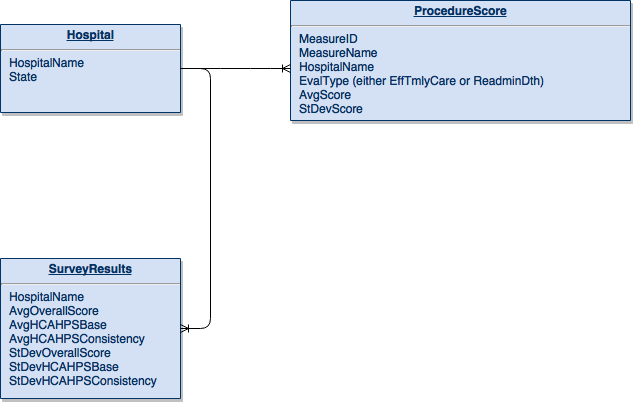 Hospital
HospitalName
State
ProcedureScore
MeasureID
MeasureName
HospitalName
EvalType (either EffTmlyCare or ReadminDth)
AvgScore
StDevScore
SurveyResults
HospitalName
AvgOverallScore
AvgHCAHPSBase
AvgHCAHPSConsistency
StDevOverallScore
StDevHCAHPSBase
StDevHCAHPSConsistency